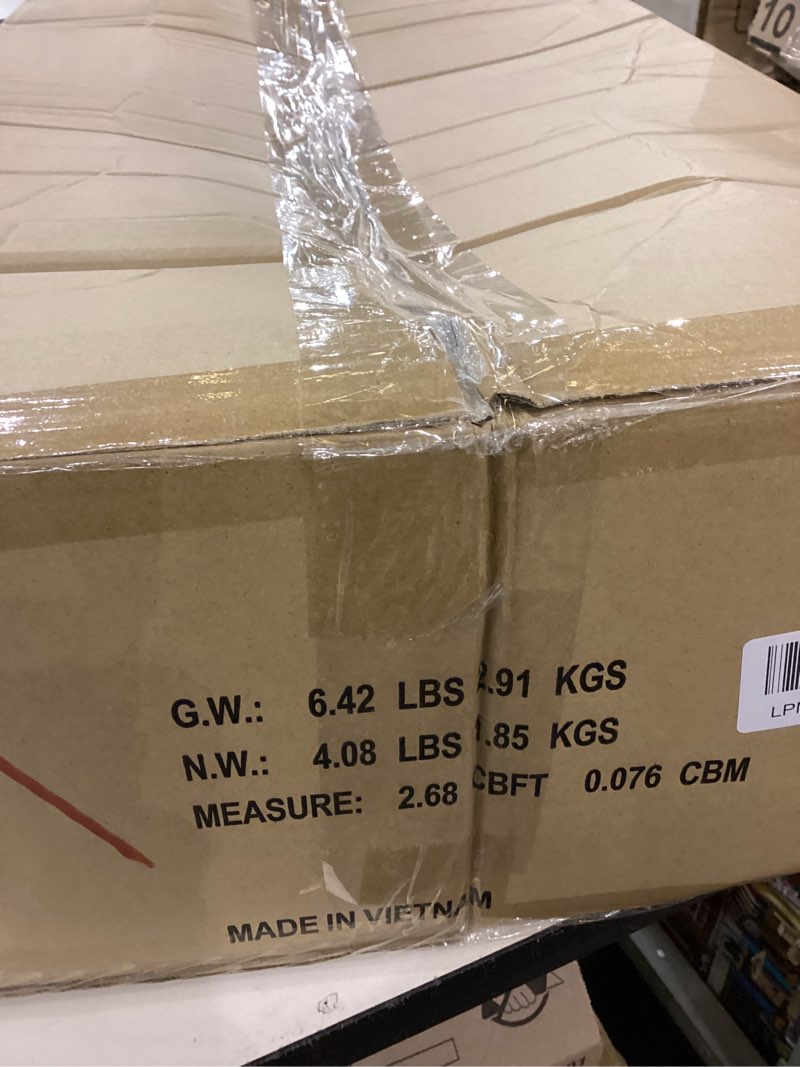 10
G.W.: 6.42 LBS 2.91 KGS
N.W.: 4.08 LBS 1.85 KGS
MEASURE: 2.68 CBFT 0.076 CBM
LPN
MADE IN VIETNAM